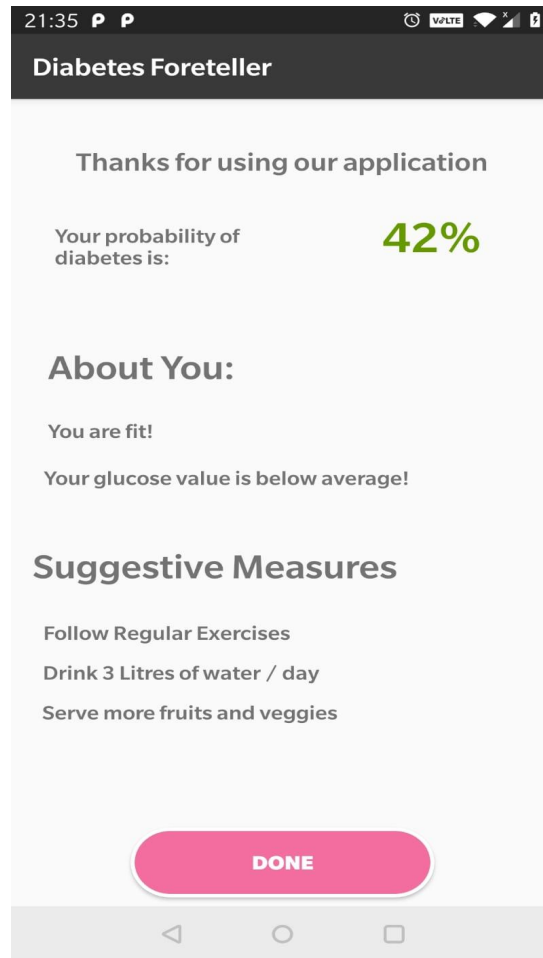 21:35 P P VoLTE x
Diabetes Foreteller
Thanks for using our application
Your probability of
diabetes is:
42%
About You:
You are fit!
Your glucose value is below average!
Suggestive Measures
Follow Regular Exercises
Drink 3 Litres of water / day
Serve more fruits and veggies
DONE